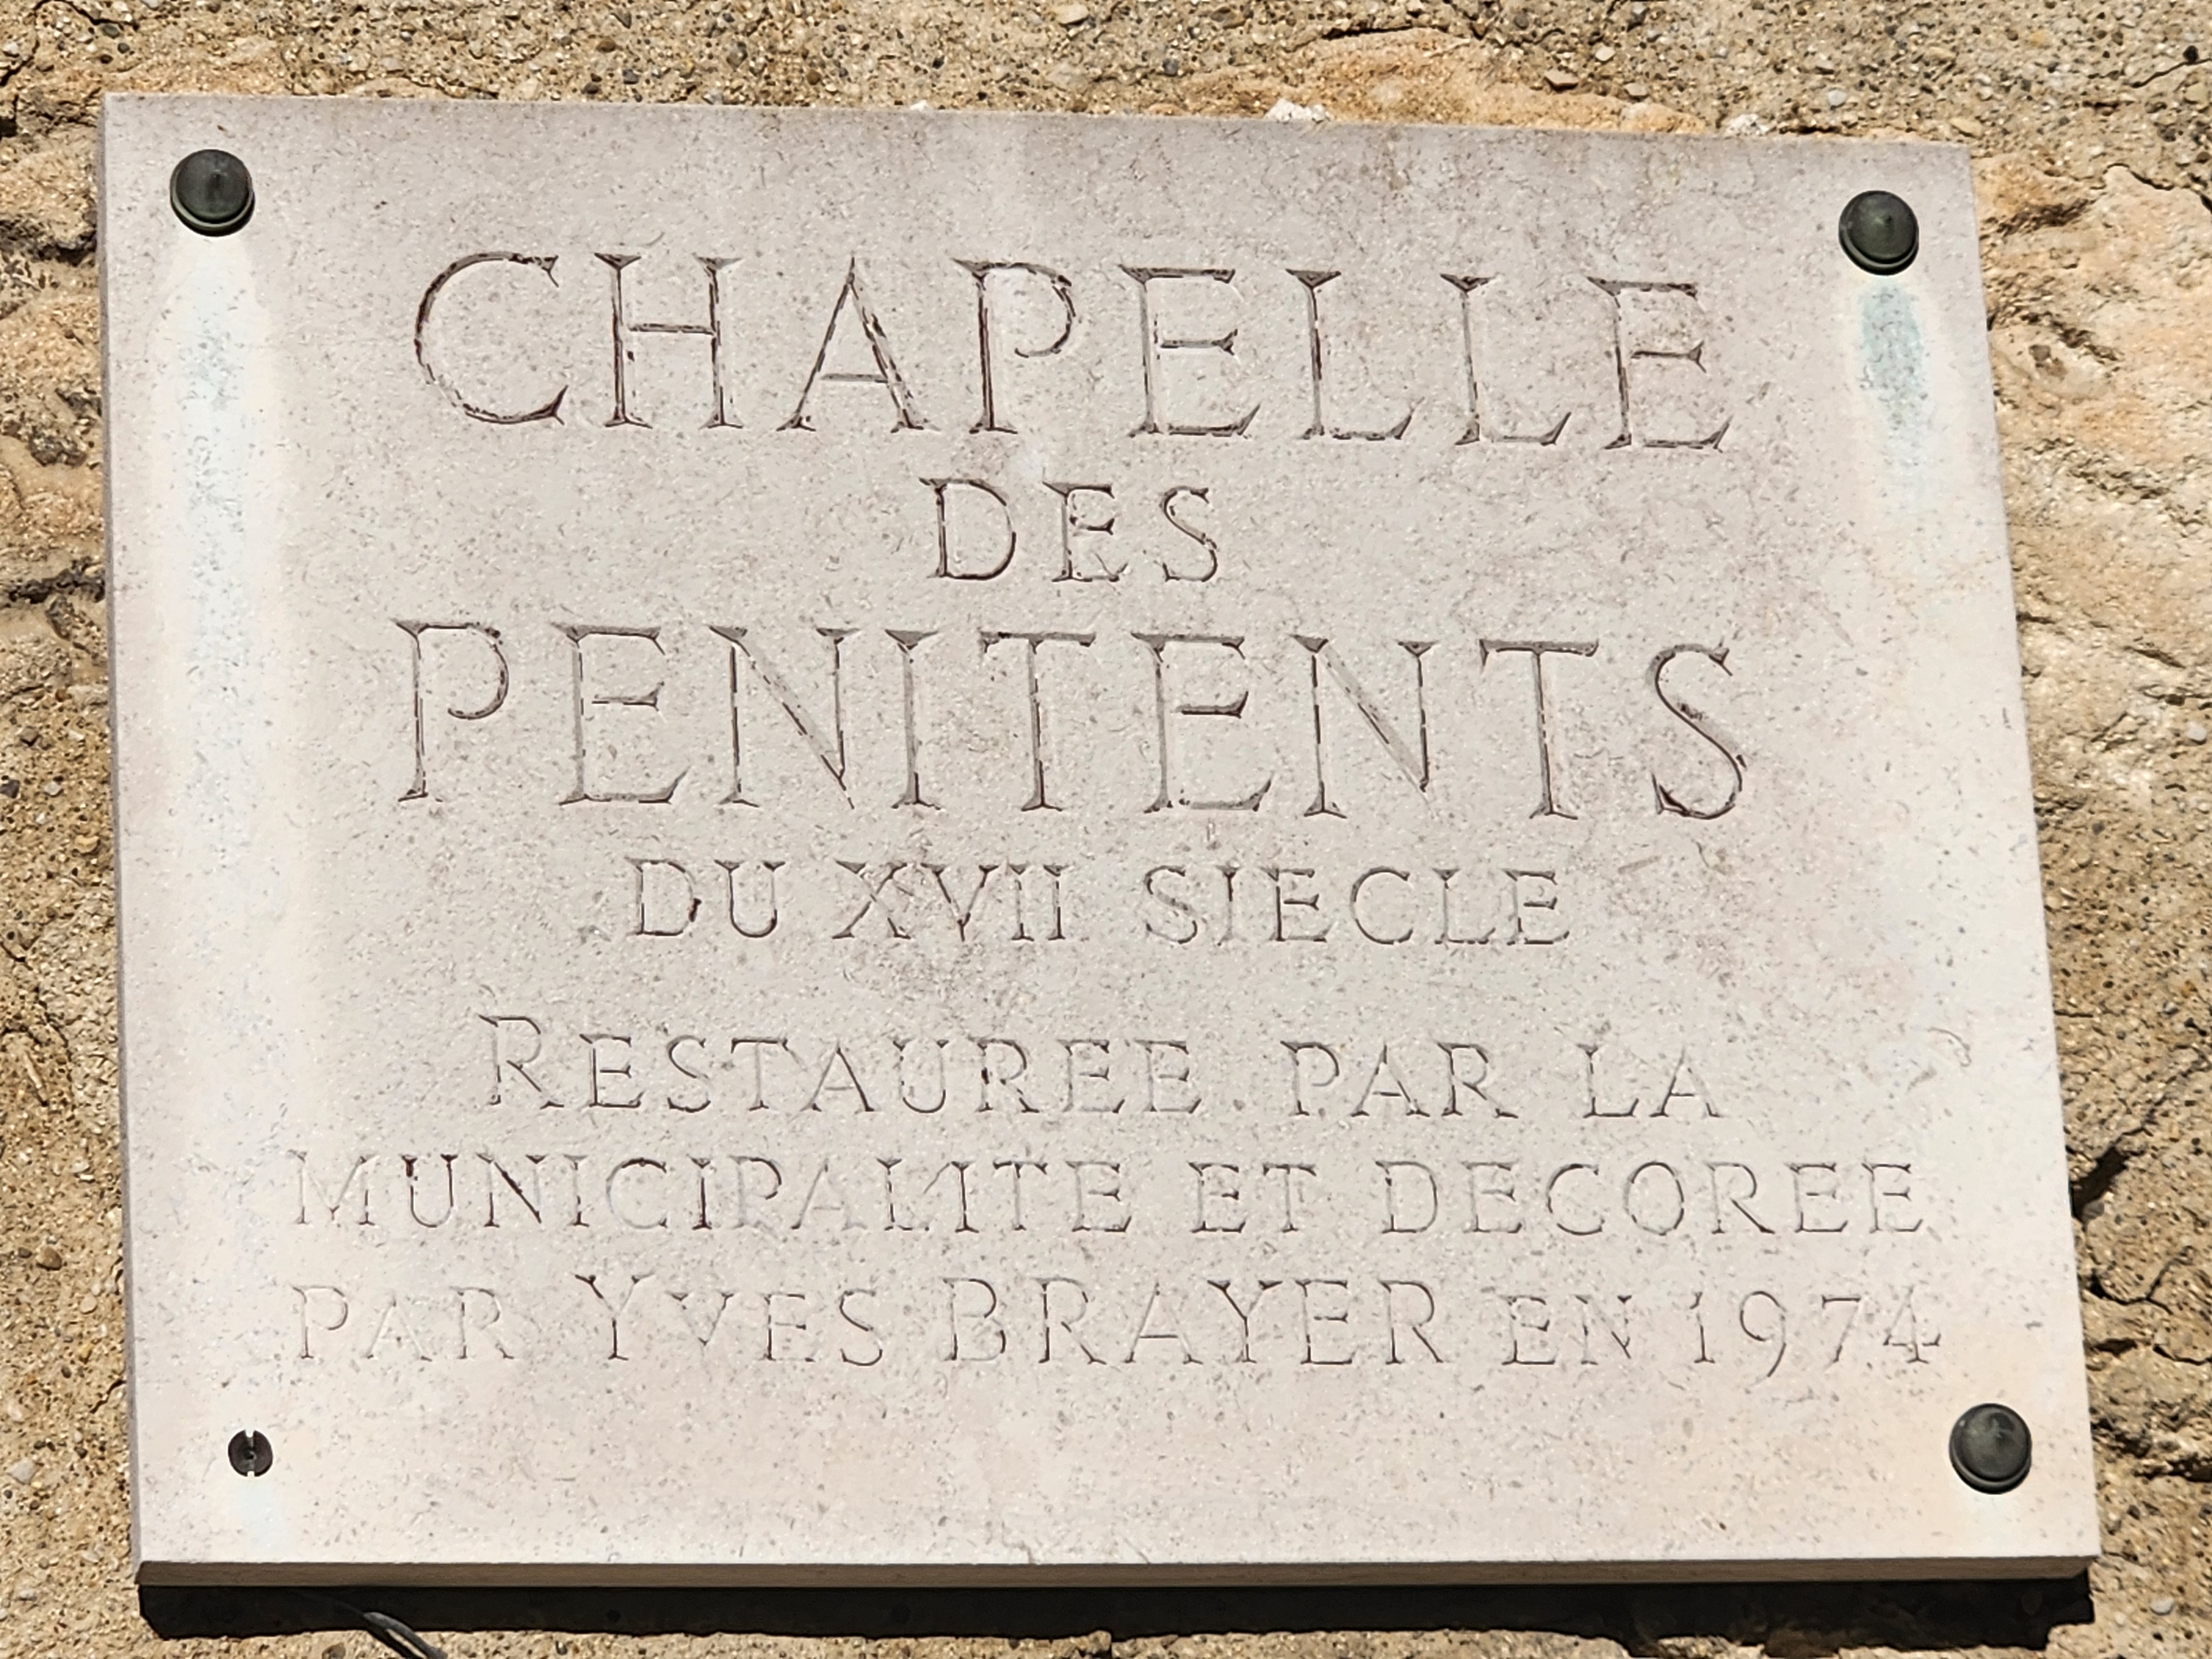 CHAPELLE
DES
PENITENTS
DU XVII SIECLE
RESTAUREE PAR LA
MUNICIPALITE ET DECOREE
PAR YVES BRAYER EN 1974